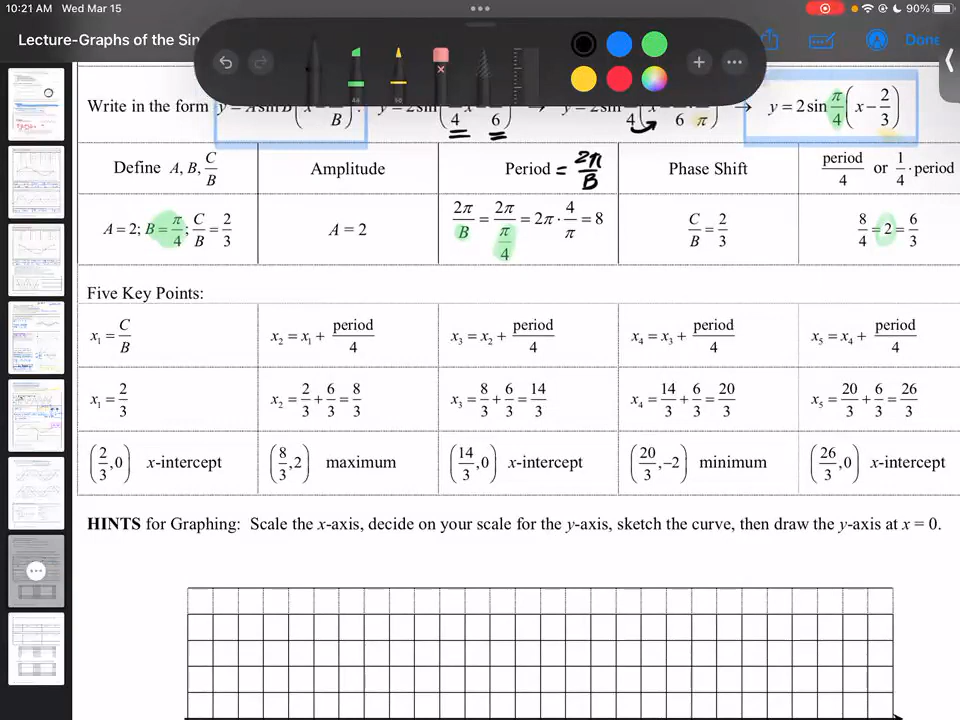 10:21 AM Wed Mar 15
90%
Lecture-Graphs of the Sin
Done
Write in the form y = A sin B(x − C/B): y = 2 sin → y = 2 sin → y = 2 sin π/4 (x − 2/3)
Define A, B, C/B Amplitude Period = 2π/B Phase Shift period/4 or 1/4 · period
A = 2; B = π/4; C/B = 2/3 A = 2 2π/B = 2π/(π/4) = 2π · 4/π = 8 C/B = 2/3 8/4 = 2 = 6/3
Five Key Points:
x₁ = C/B x₂ = x₁ + period/4 x₃ = x₂ + period/4 x₄ = x₃ + period/4 x₅ = x₄ + period/4
x₁ = 2/3 x₂ = 2/3 + 6/3 = 8/3 x₃ = 8/3 + 6/3 = 14/3 x₄ = 14/3 + 6/3 = 20/3 x₅ = 20/3 + 6/3 = 26/3
(2/3, 0) x-intercept (8/3, 2) maximum (14/3, 0) x-intercept (20/3, −2) minimum (26/3, 0) x-intercept
HINTS for Graphing: Scale the x-axis, decide on your scale for the y-axis, sketch the curve, then draw the y-axis at x = 0.